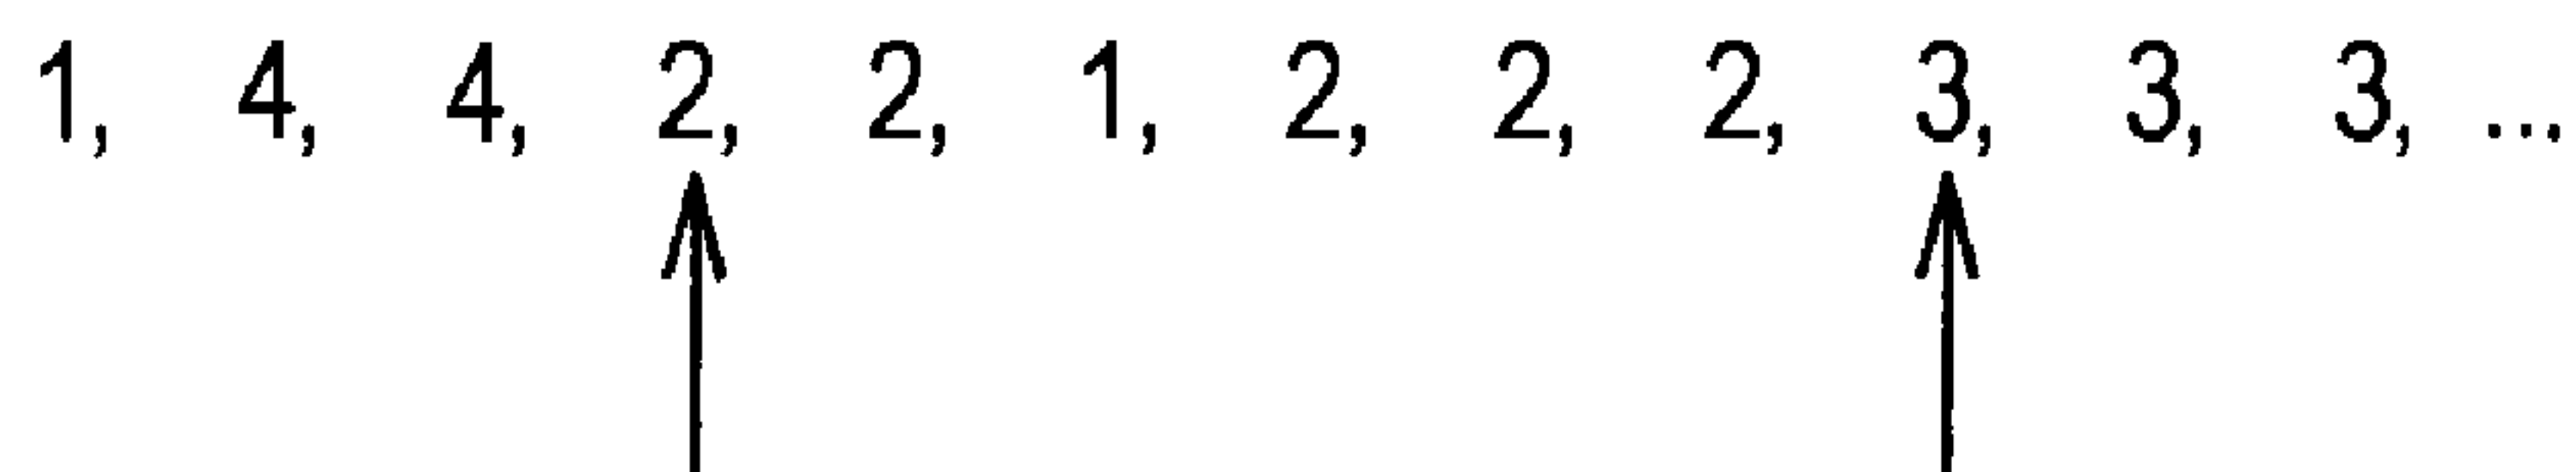 1, 4, 4, 2, 2, 1, 2, 2, 2, 3, 3, 3, ...